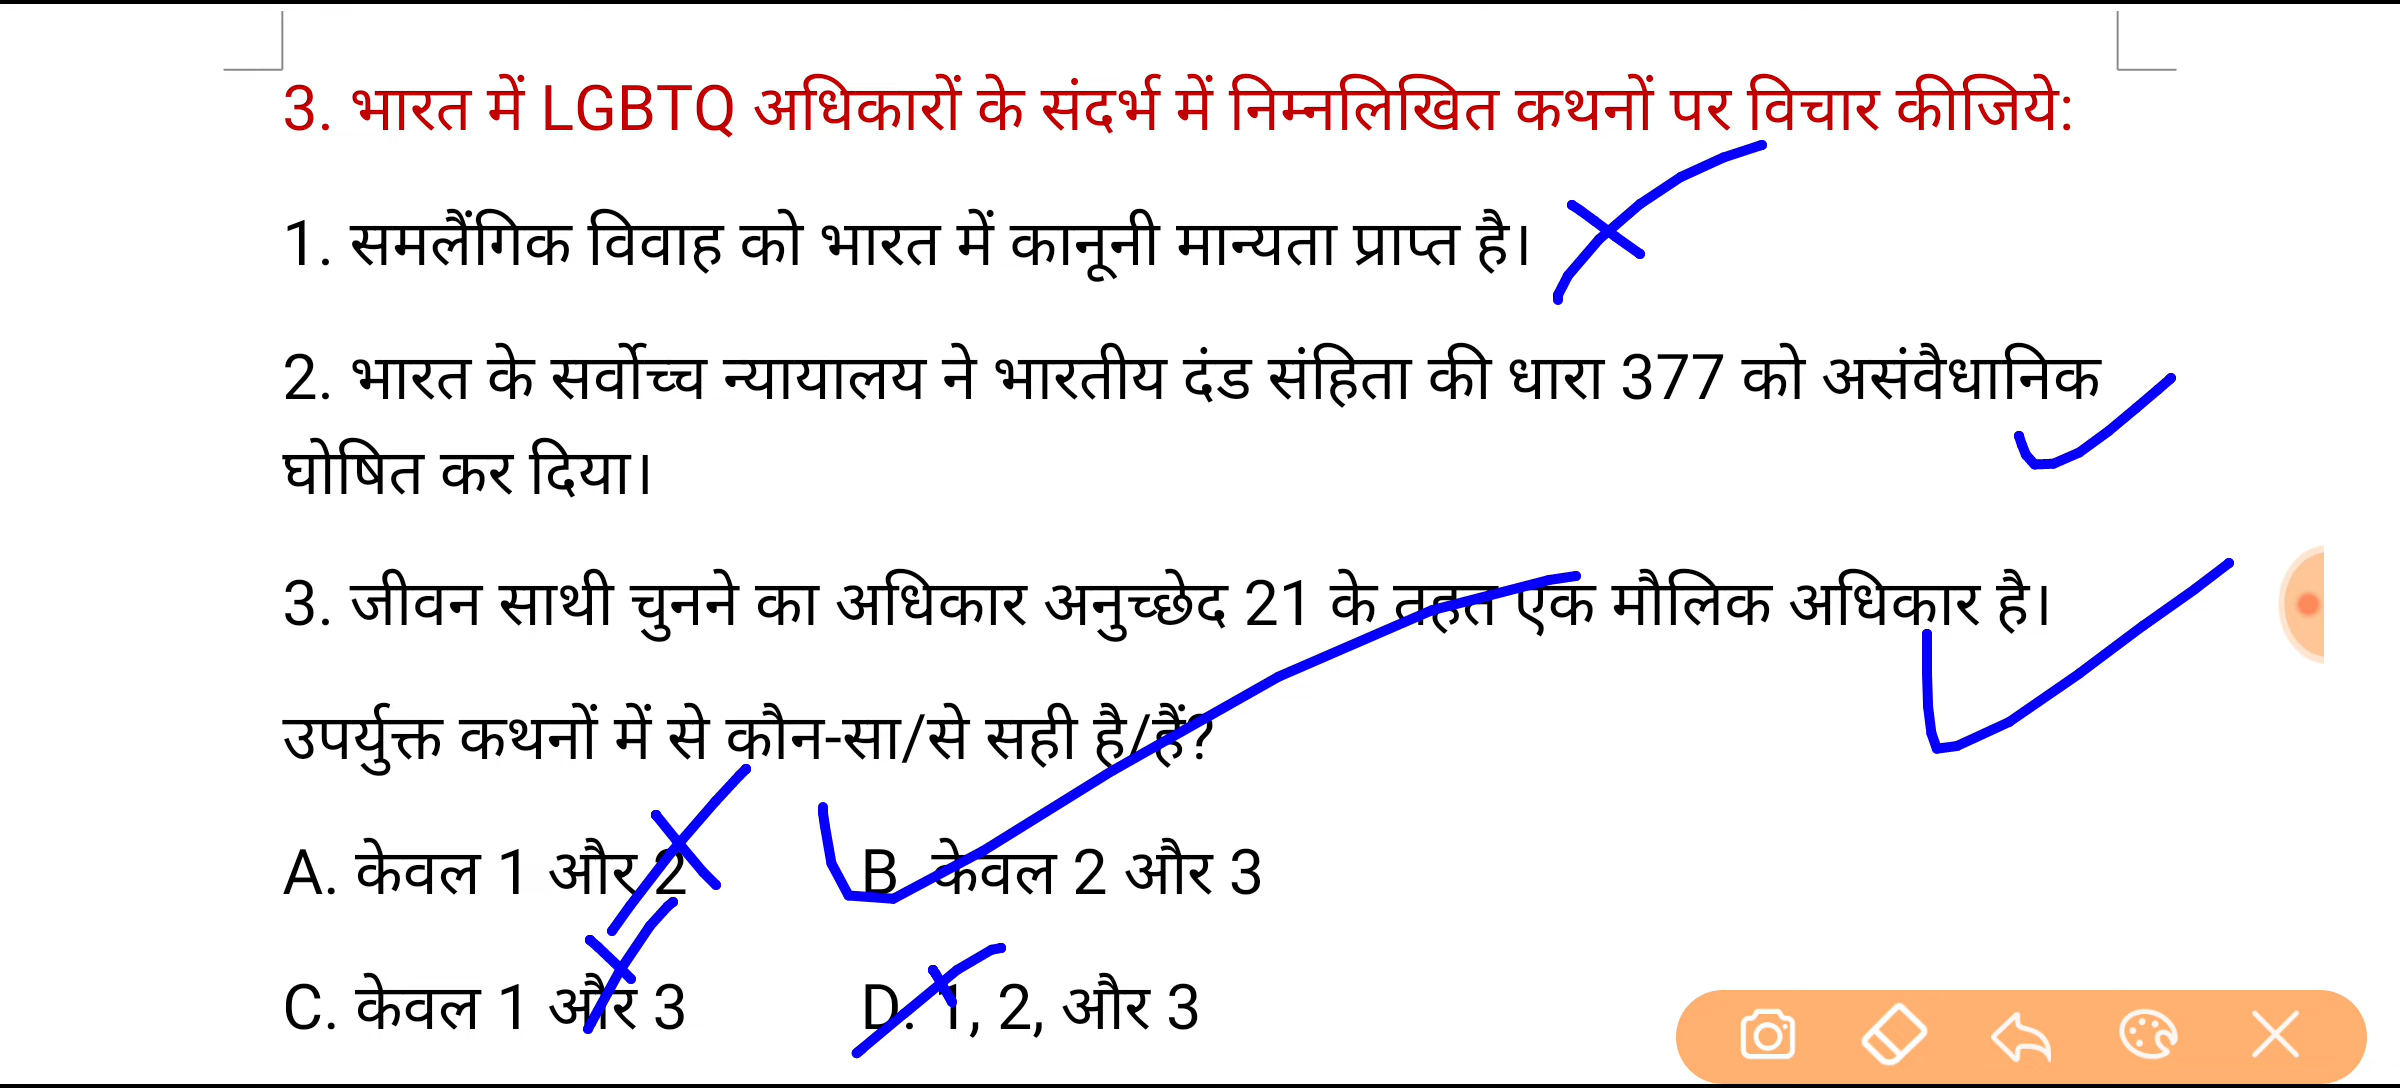 3. भारत में LGBTQ अधिकारों के संदर्भ में निम्नलिखित कथनों पर विचार कीजिये:
1. समलैंगिक विवाह को भारत में कानूनी मान्यता प्राप्त है।
2. भारत के सर्वोच्च न्यायालय ने भारतीय दंड संहिता की धारा 377 को असंवैधानिक
घोषित कर दिया।
3. जीवन साथी चुनने का अधिकार अनुच्छेद 21 के तहत एक मौलिक अधिकार है।
उपर्युक्त कथनों में से कौन-सा/से सही है/हैं?
A. केवल 1 और 2 B केवल 2 और 3
C. केवल 1 और 3 D. 1, 2, और 3